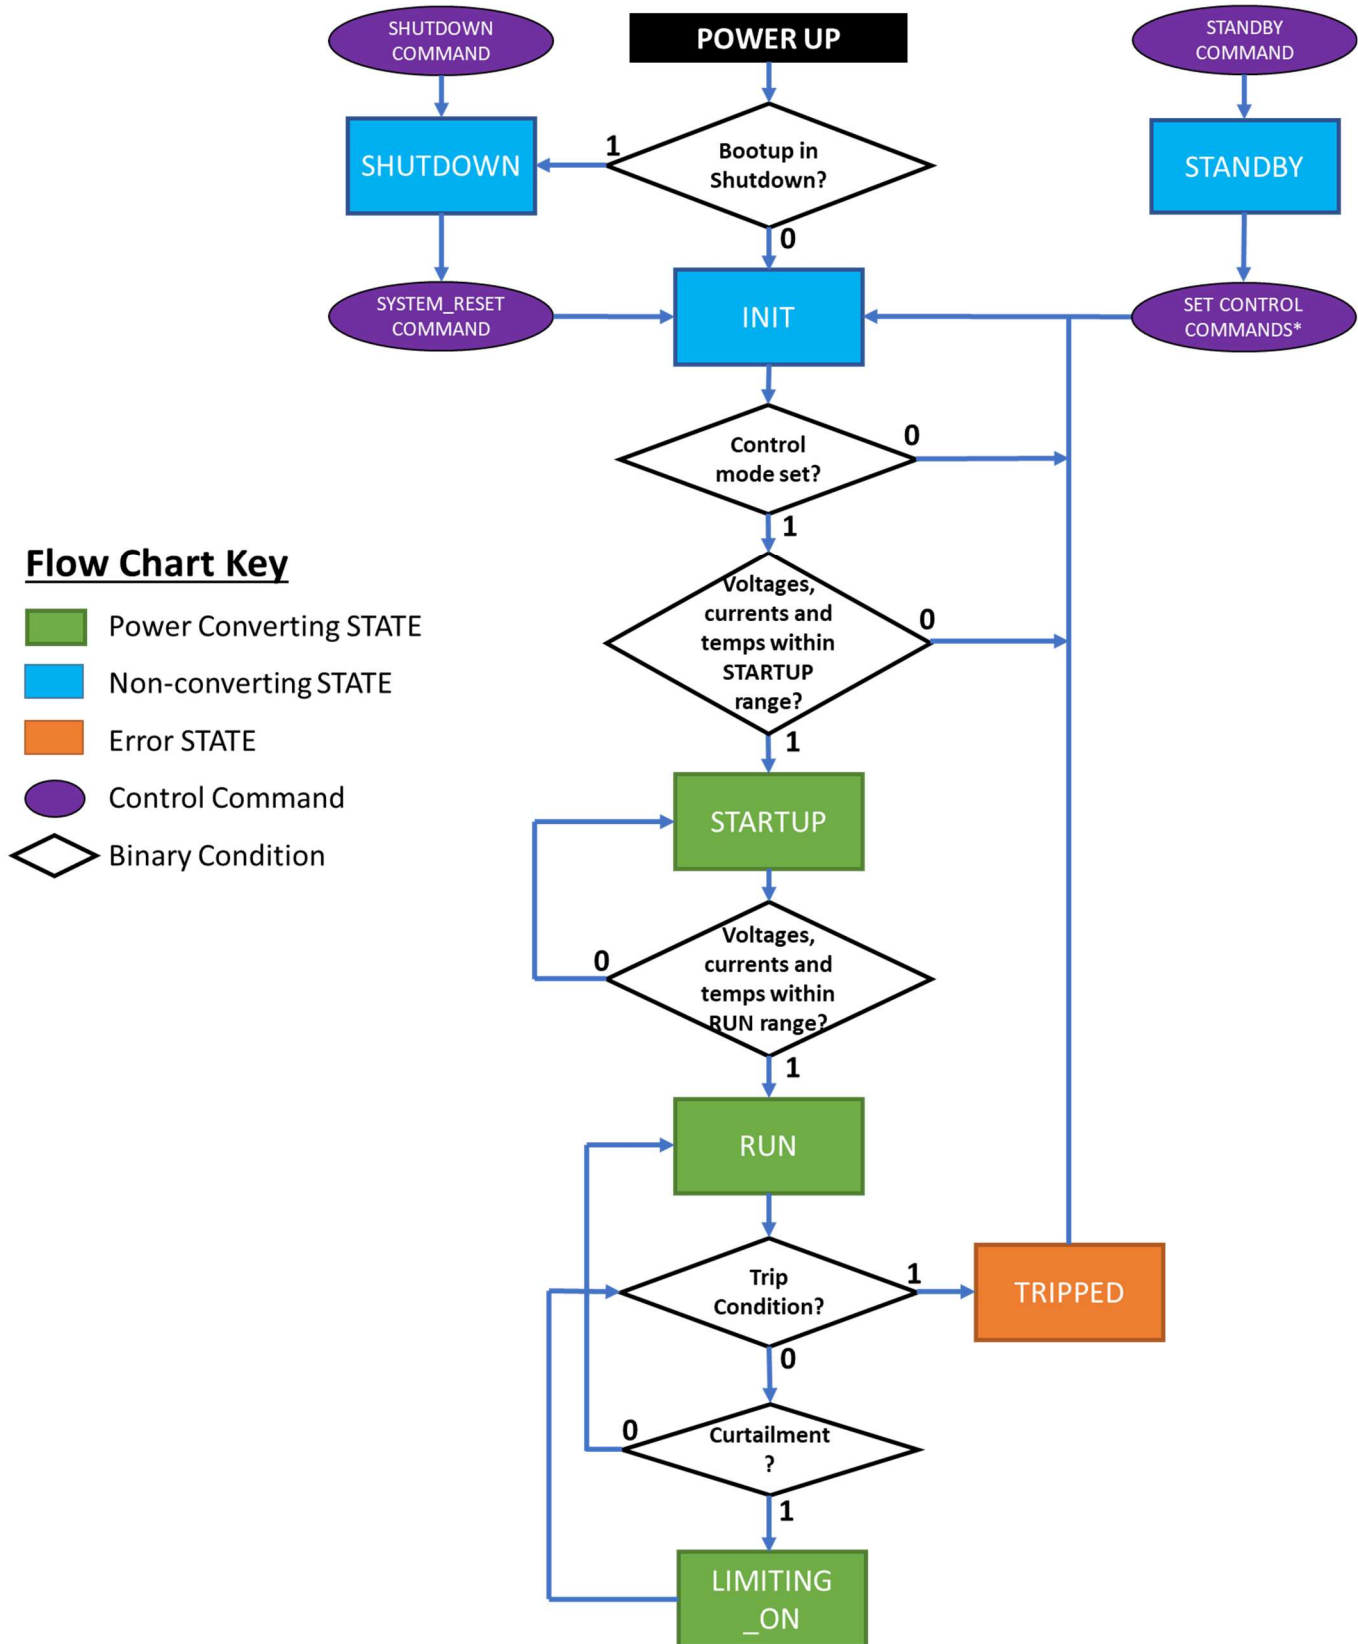 SHUTDOWN
COMMAND
POWER UP
STANDBY
COMMAND
SHUTDOWN
1
Bootup in
Shutdown?
STANDBY
0
SYSTEM_RESET
COMMAND
INIT
SET CONTROL
COMMANDS*
Control
mode set?
0
1
Flow Chart Key
Power Converting STATE
Non-converting STATE
Error STATE
Control Command
Binary Condition
Voltages,
currents and
temps within
STARTUP
range?
0
1
STARTUP
Voltages,
currents and
temps within
RUN range?
0
1
RUN
Trip
Condition?
1
TRIPPED
0
Curtailment
?
0
1
LIMITING
_ON